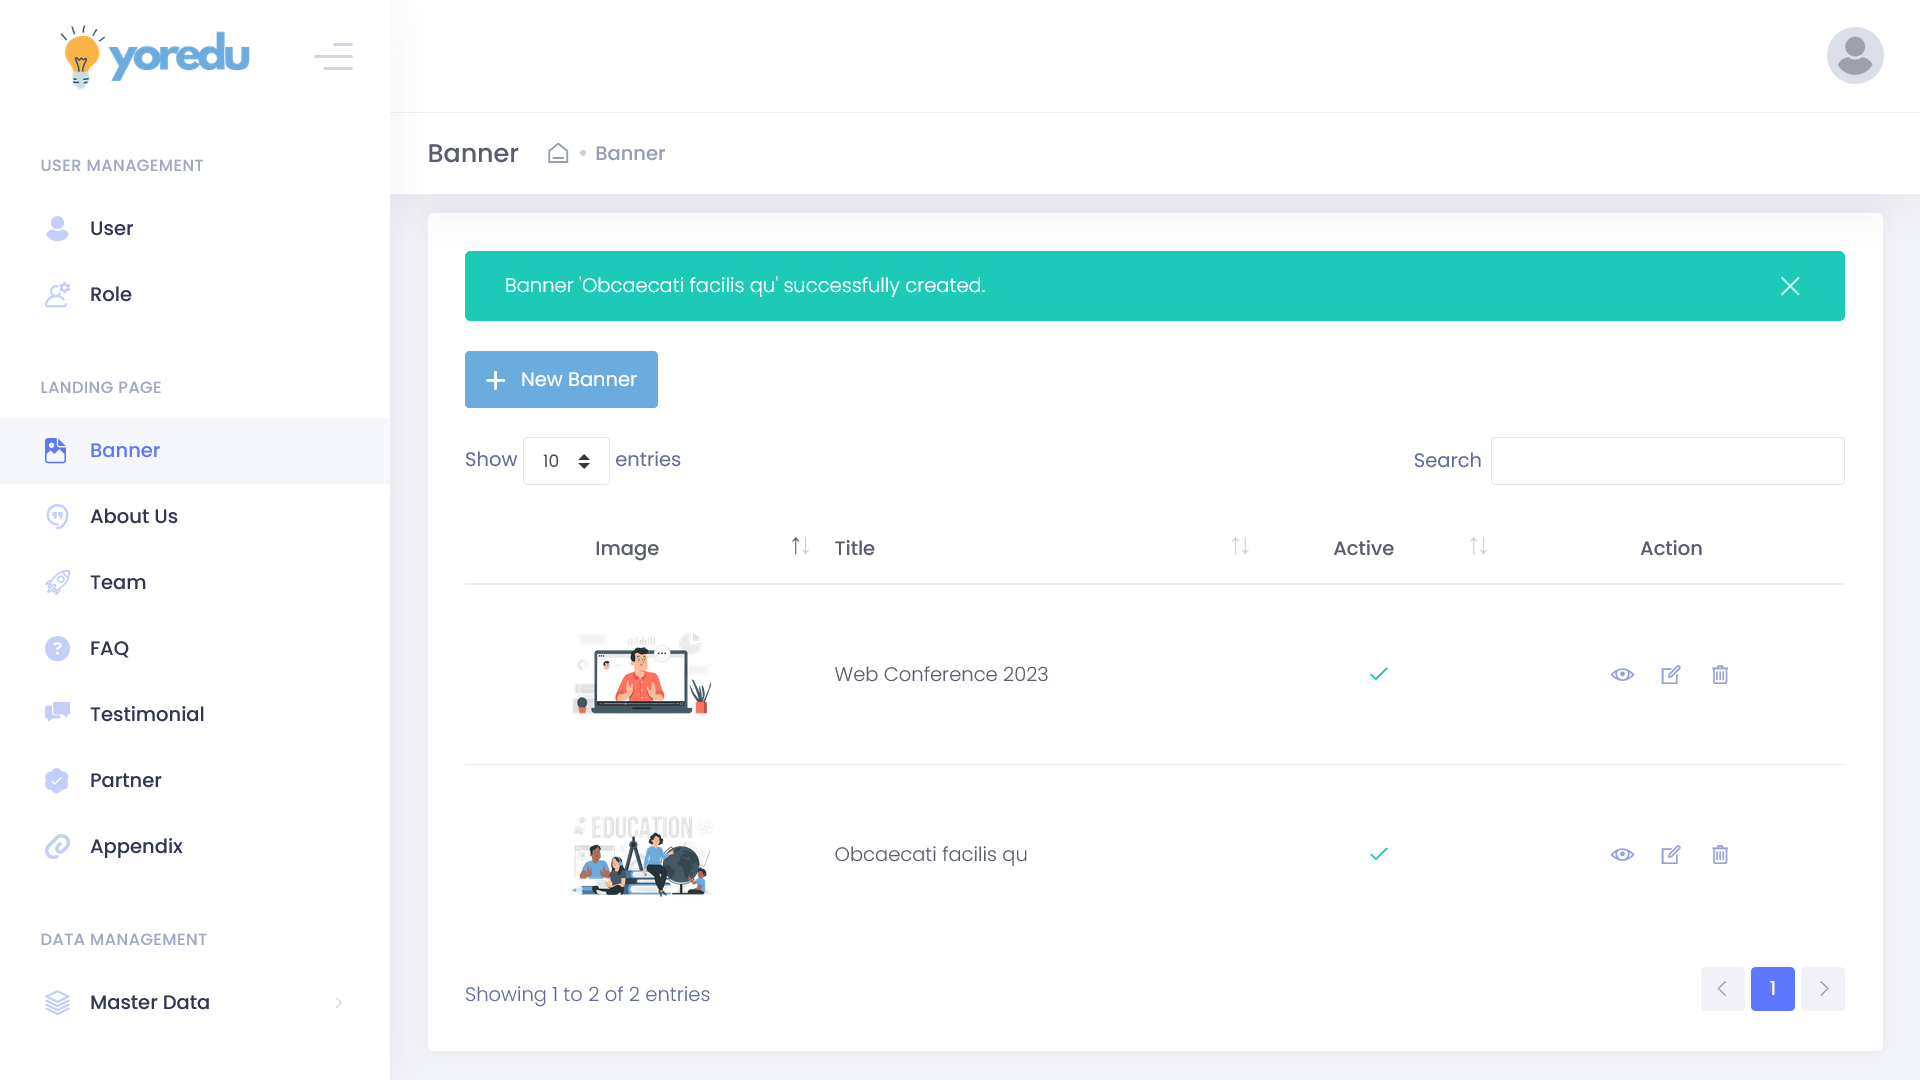 yoredu
USER MANAGEMENT
User
Role
LANDING PAGE
Banner
About Us
Team
FAQ
Testimonial
Partner
Appendix
DATA MANAGEMENT
Master Data
Banner • Banner
Banner 'Obcaecati facilis qu' successfully created.
New Banner
Show 10 entries
Search
Image Title Active Action
Web Conference 2023
EDUCATION
Obcaecati facilis qu
Showing 1 to 2 of 2 entries
1